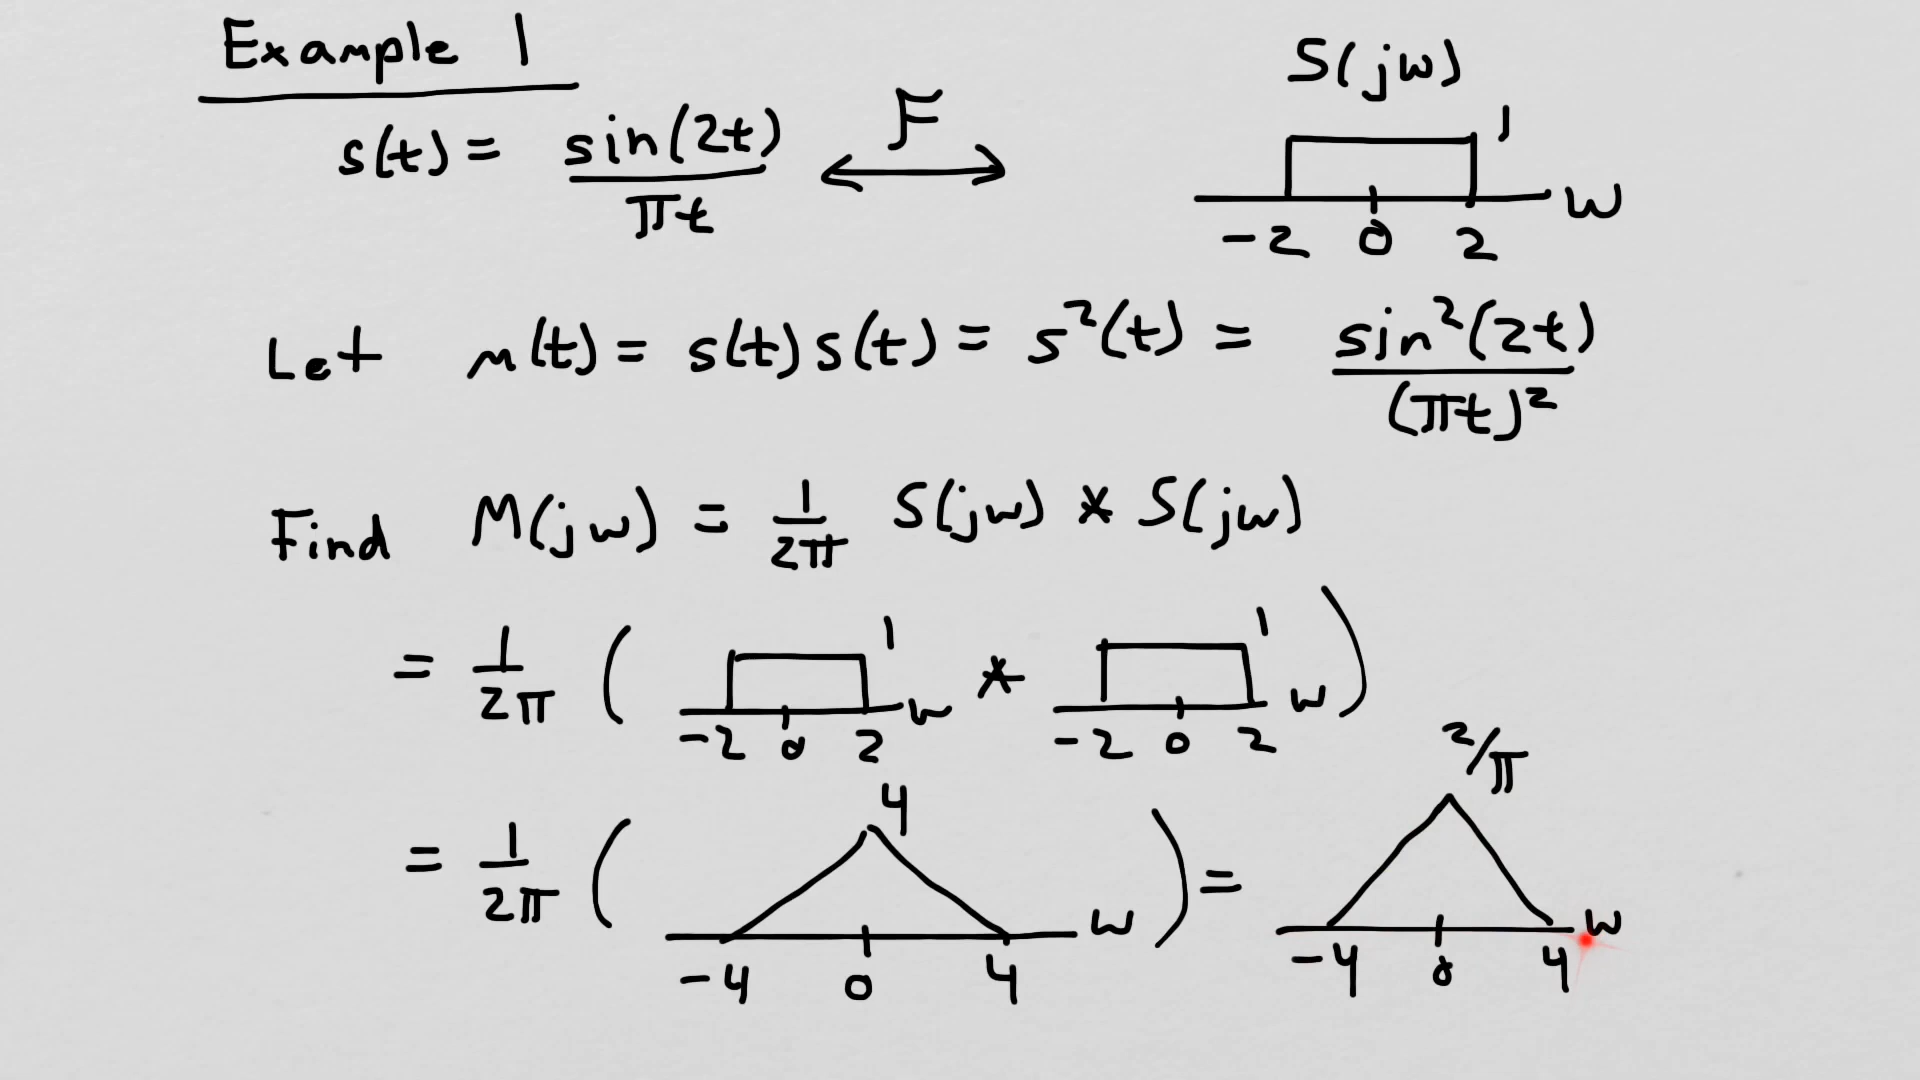 Example 1
S(jw)
s(t) = sin(2t) / πt F 1 w
-2 0 2
Let m(t) = s(t) s(t) = s²(t) = sin²(2t) / (πt)²
Find M(jw) = 1/2π S(jw) * S(jw)
= 1/2π ( 1 w * 1 w )
-2 0 2 -2 0 2
= 1/2π ( 4 w ) = 2/π w
-4 0 4 -4 0 4